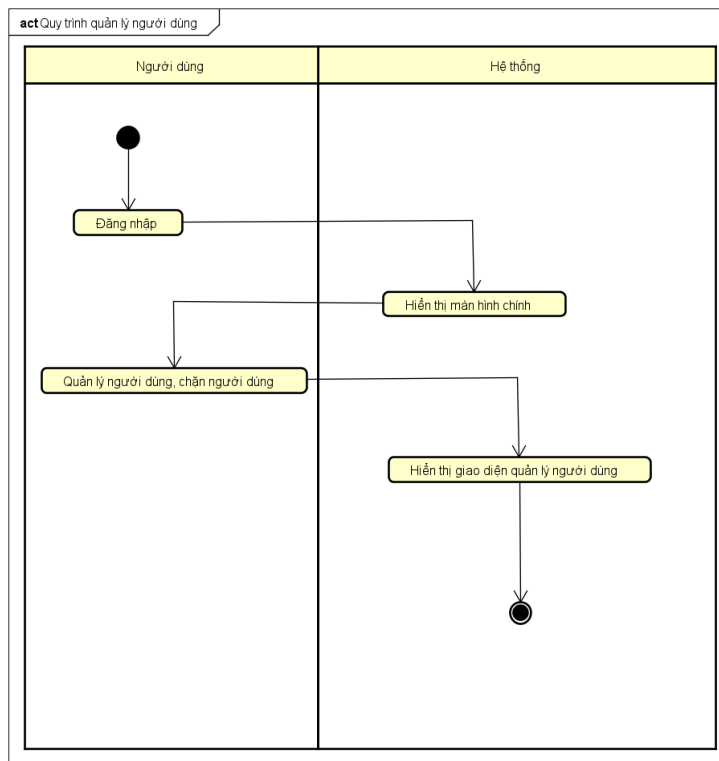 act Quy trình quản lý người dùng
Người dùng
Hệ thống
Đăng nhập
Hiển thị màn hình chính
Quản lý người dùng, chặn người dùng
Hiển thị giao diện quản lý người dùng